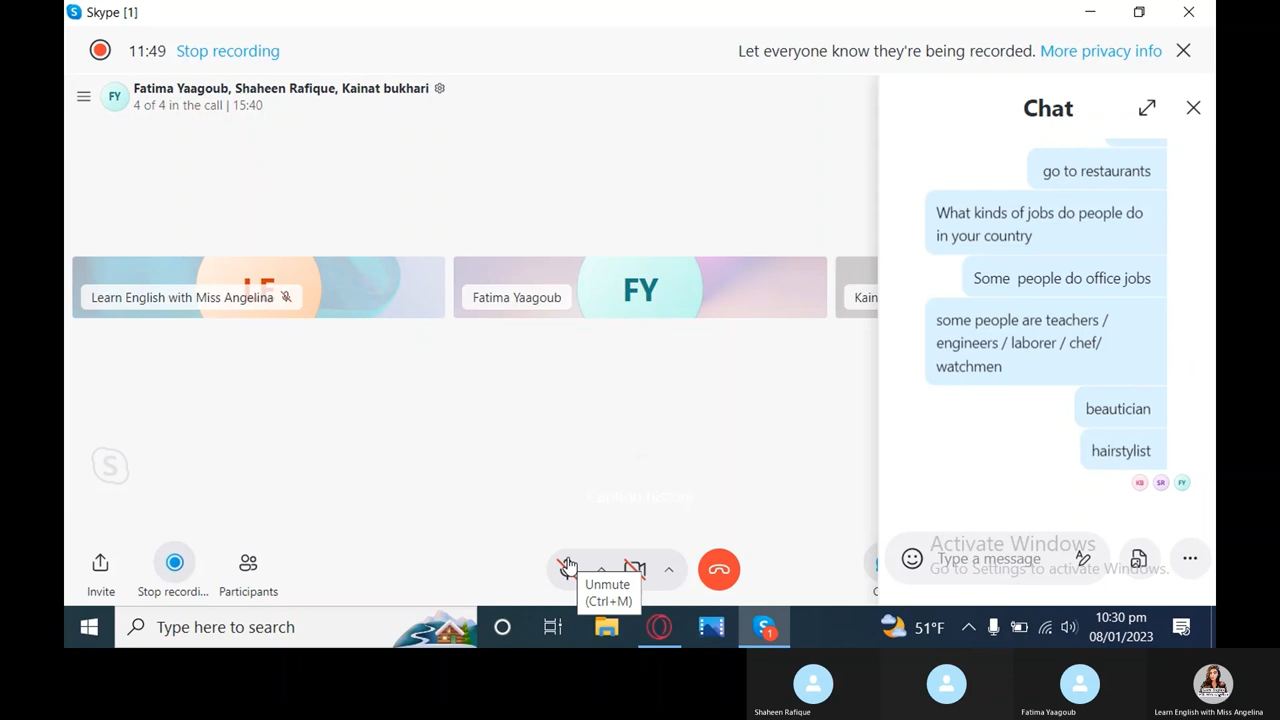 Skype [1]
11:49 Stop recording
Let everyone know they're being recorded. More privacy info
FY
Fatima Yaagoub, Shaheen Rafique, Kainat bukhari
4 of 4 in the call | 15:40
Chat
go to restaurants
What kinds of jobs do people do
in your country
Some people do office jobs
some people are teachers /
engineers / laborer / chef/
watchmen
beautician
hairstylist
KB SR FY
LE
Learn English with Miss Angelina
FY
Fatima Yaagoub
Kain
Invite
Stop recordi...
Participants
Unmute
(Ctrl+M)
Type a message
Activate Windows
Go to Settings to activate Windows.
Type here to search
1
51°F
10:30 pm
08/01/2023
Shaheen Rafique
Fatima Yaagoub
Learn English with Miss Angelina